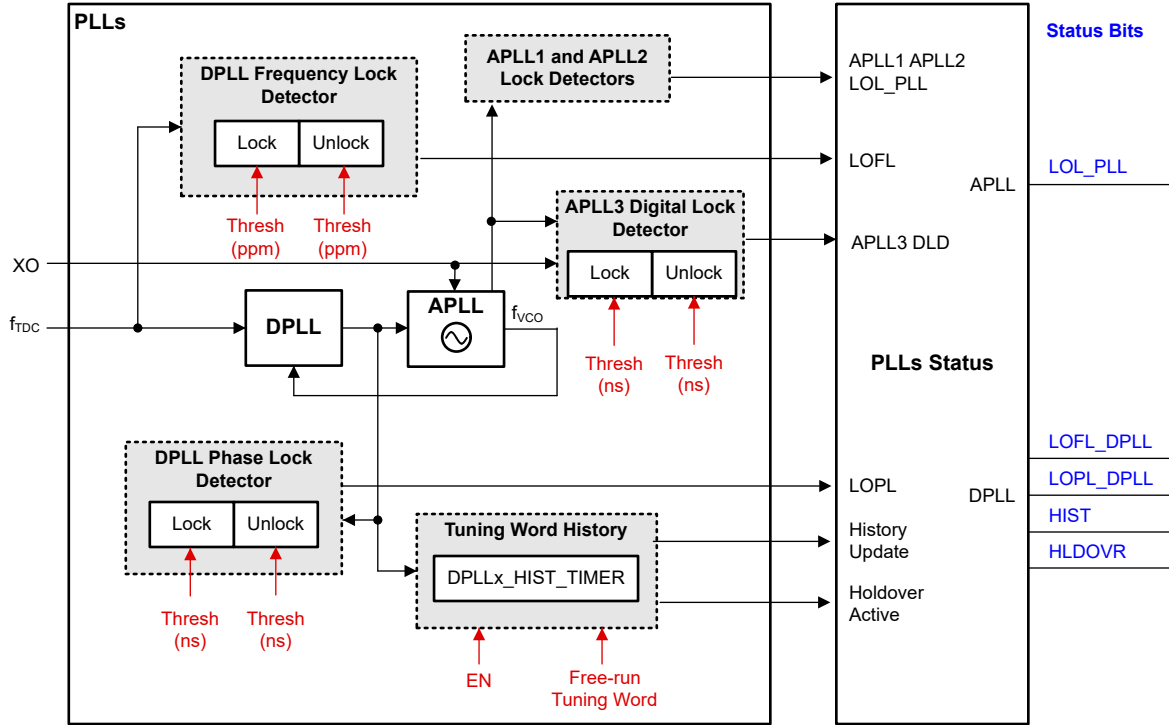 PLLs
DPLL Frequency Lock
Detector
Lock
Unlock
Thresh
(ppm)
Thresh
(ppm)
APLL1 and APLL2
Lock Detectors
APLL3 Digital Lock
Detector
Lock
Unlock
Thresh
(ns)
Thresh
(ns)
XO
fTDC
DPLL
APLL
fVCO
DPLL Phase Lock
Detector
Lock
Unlock
Thresh
(ns)
Thresh
(ns)
Tuning Word History
DPLLx_HIST_TIMER
EN
Free-run
Tuning Word
APLL1 APLL2
LOL_PLL
LOFL
APLL
APLL3 DLD
PLLs Status
LOPL
DPLL
History
Update
Holdover
Active
Status Bits
LOL_PLL
LOFL_DPLL
LOPL_DPLL
HIST
HLDOVR